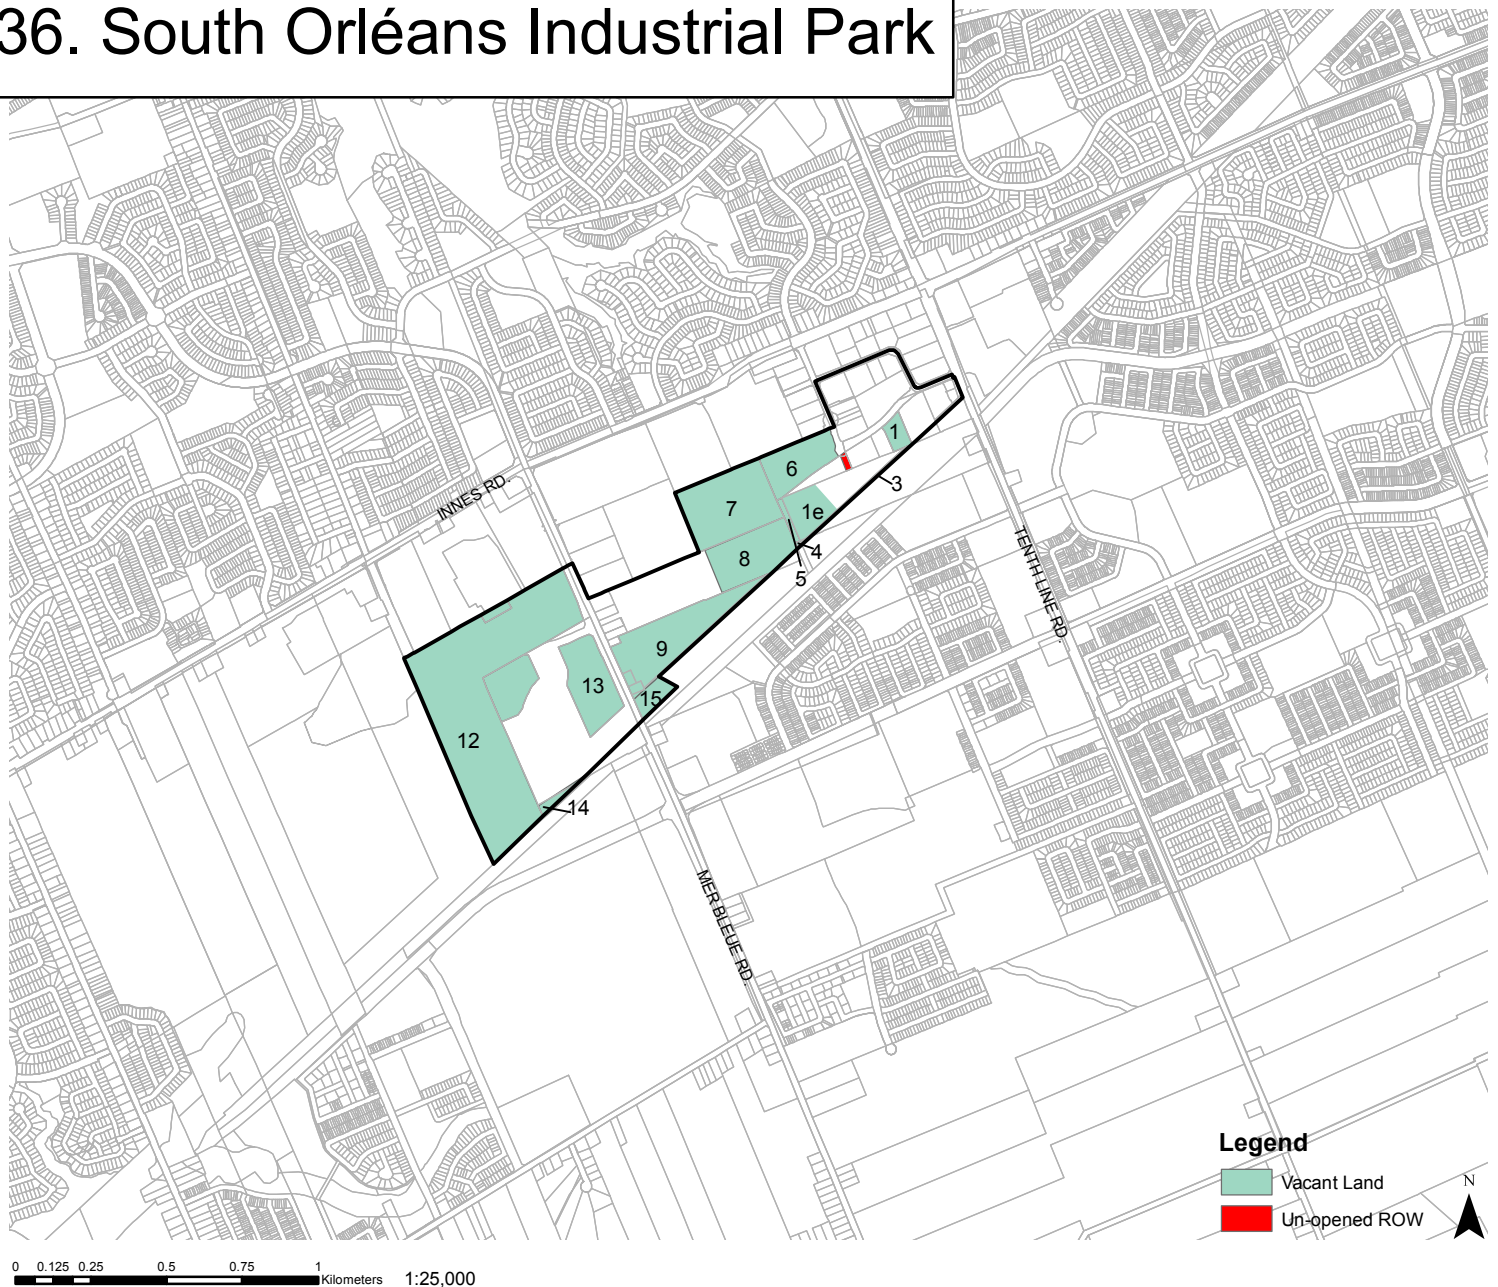 36. South Orléans Industrial Park
1
6
3
7
1e
4
8
5
9
13
15
12
14
INNES RD.
TENTH LINE RD.
MER BLEUE RD.
Legend
Vacant Land
Un-opened ROW
N
0 0.125 0.25 0.5 0.75 1
Kilometers 1:25,000